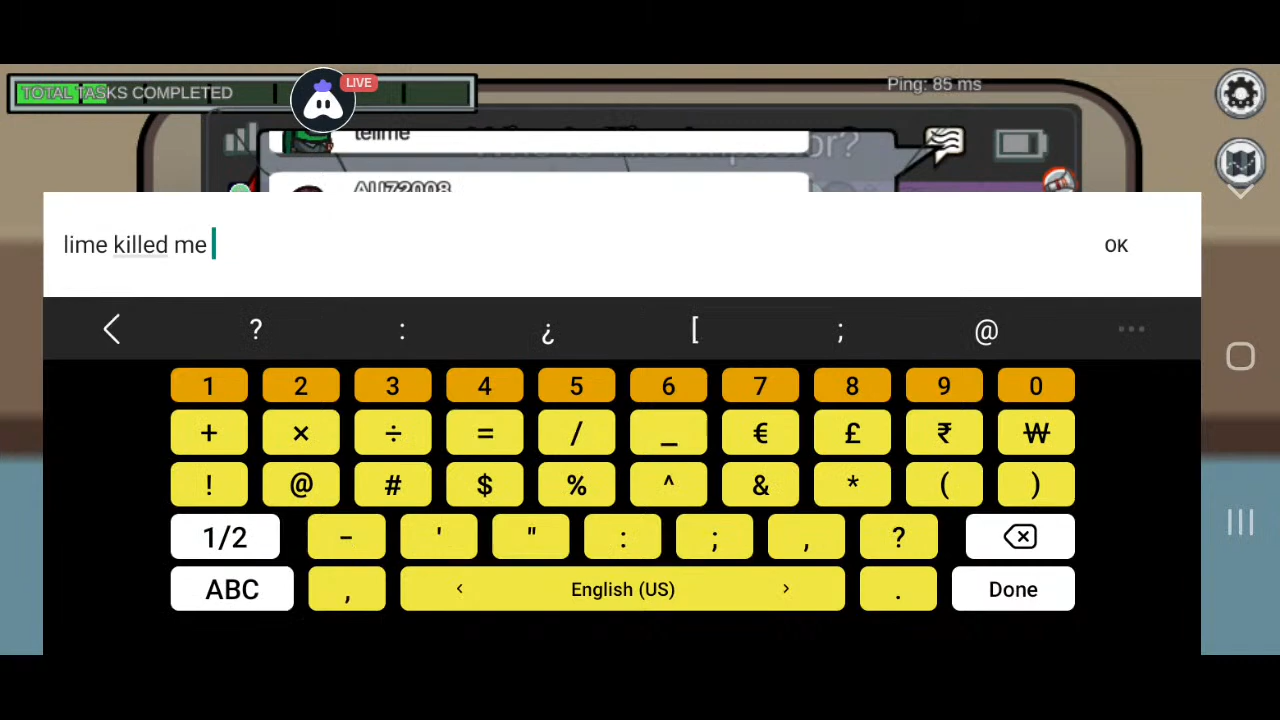 TOTAL TASKS COMPLETED
LIVE
Ping: 85 ms
tellme
AUZ2008
lime killed me
OK
? : ¿ [ ; @ ...
1 2 3 4 5 6 7 8 9 0
+ × ÷ = / _ € £ ₹ ₩
! @ # $ % ^ & * ( )
1/2 - ' " : ; , ?
ABC , < English (US) > . Done